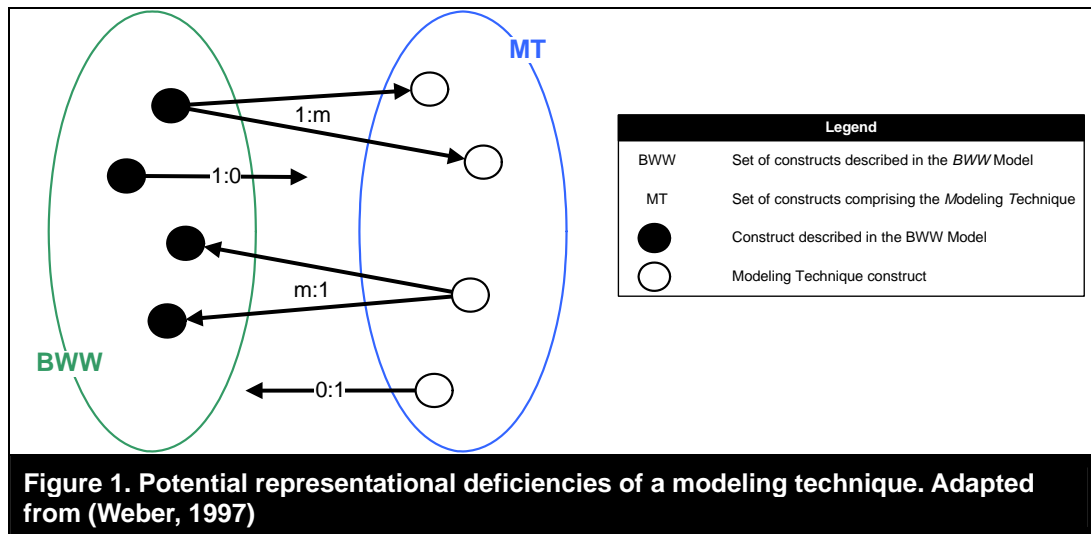 MT
1:m
1:0
m:1
0:1
BWW
Legend
BWW Set of constructs described in the BWW Model
MT Set of constructs comprising the Modeling Technique
Construct described in the BWW Model
Modeling Technique construct
Figure 1. Potential representational deficiencies of a modeling technique. Adapted
from (Weber, 1997)